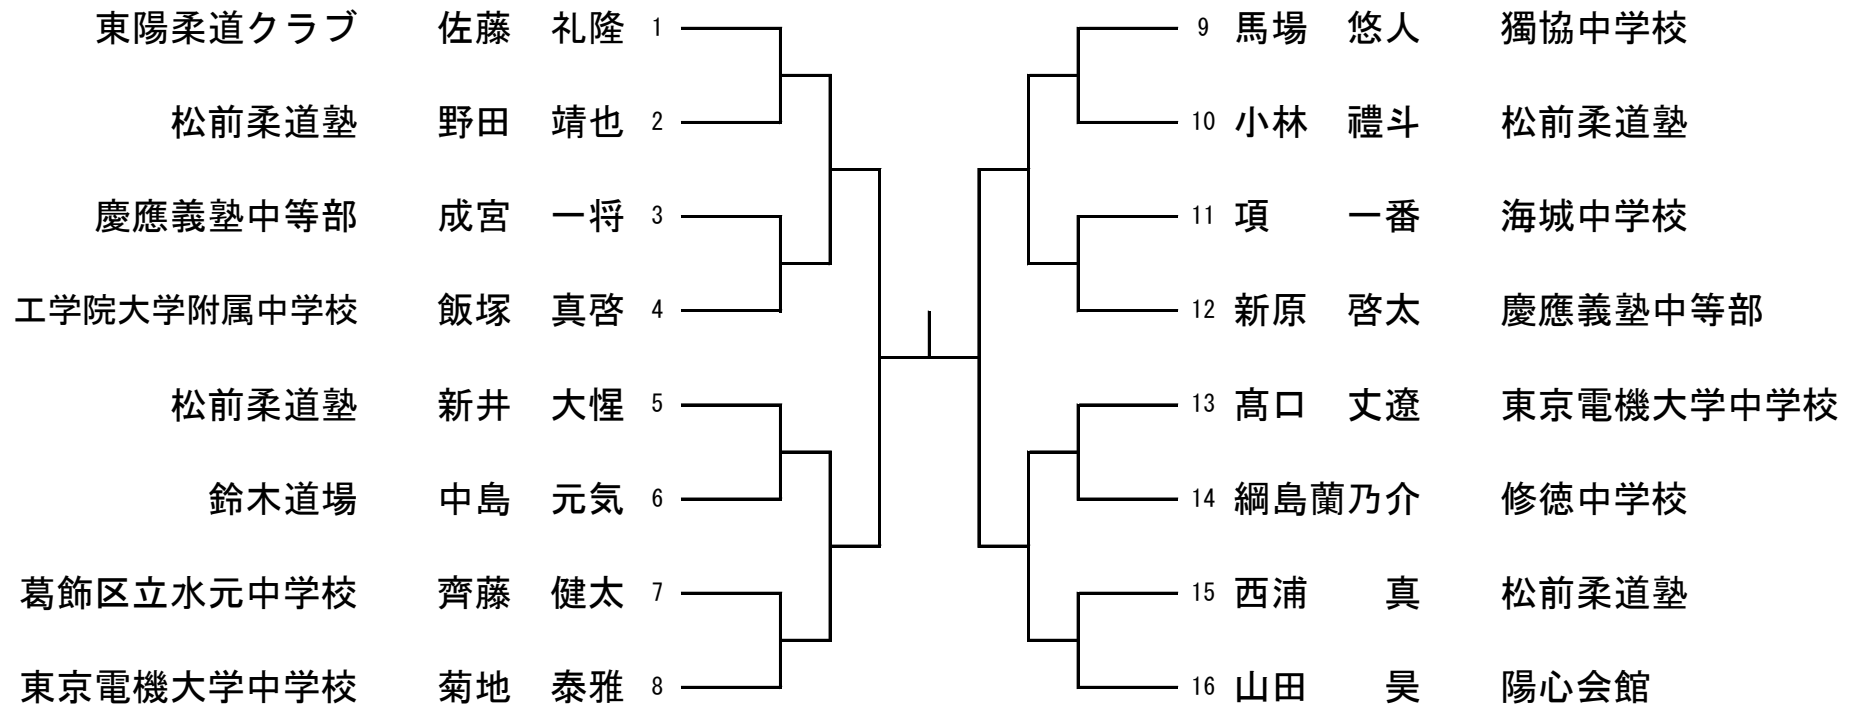 東陽柔道クラブ 佐藤 礼隆 1 9 馬場 悠人 獨協中学校
松前柔道塾 野田 靖也 2 10 小林 禮斗 松前柔道塾
慶應義塾中等部 成宮 一将 3 11 項 一番 海城中学校
工学院大学附属中学校 飯塚 真啓 4 12 新原 啓太 慶應義塾中等部
松前柔道塾 新井 大惺 5 13 髙口 丈遼 東京電機大学中学校
鈴木道場 中島 元気 6 14 綱島蘭乃介 修徳中学校
葛飾区立水元中学校 齊藤 健太 7 15 西浦 真 松前柔道塾
東京電機大学中学校 菊地 泰雅 8 16 山田 昊 陽心会館